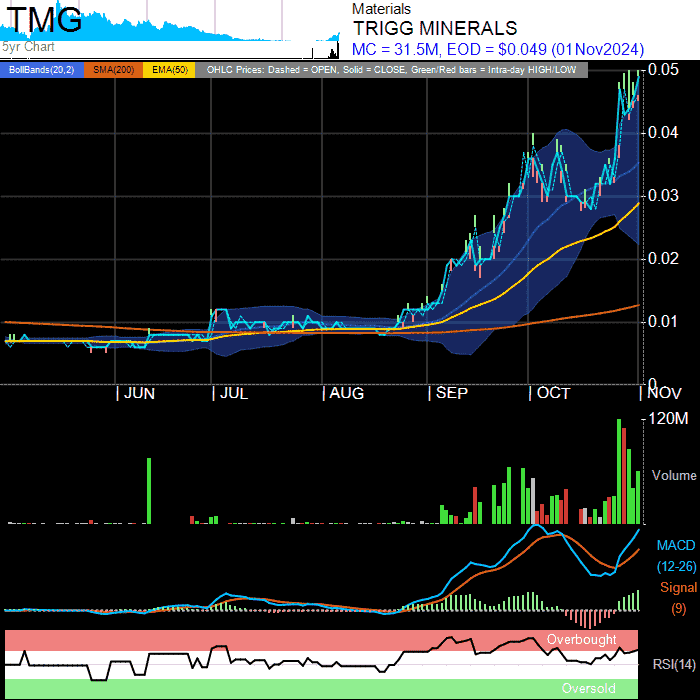 TMG
5yr Chart
Materials
TRIGG MINERALS
MC = 31.5M, EOD = $0.049 (01Nov2024)
BollBands(20,2) SMA(200) EMA(50) OHLC Prices: Dashed = OPEN, Solid = CLOSE, Green/Red bars = Intra-day HIGH/LOW
0.05
0.04
0.03
0.02
0.01
0
JUN JUL AUG SEP OCT NOV
120M
Volume
MACD
(12-26)
Signal
(9)
Overbought
RSI(14)
Oversold